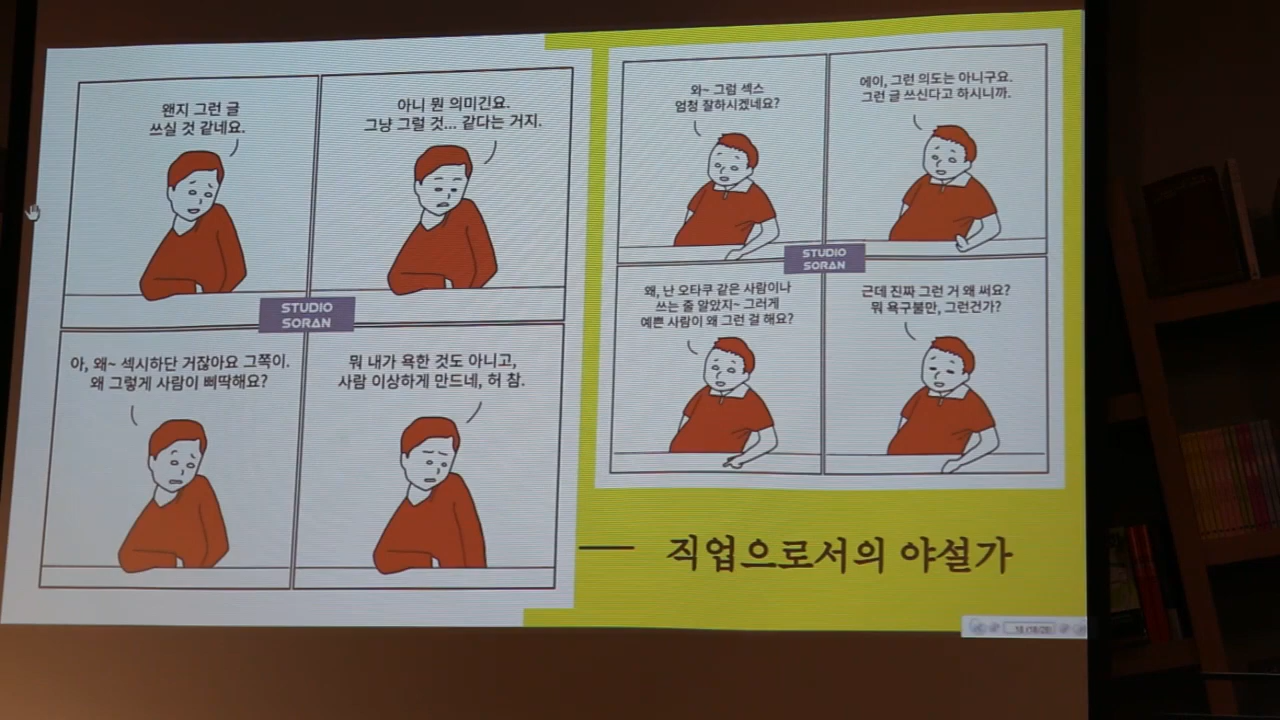 왠지 그런 글
쓰실 것 같네요.
아니 뭔 의미긴요.
그냥 그럴 것... 같다는 거지.
STUDIO
SORAN
아, 왜~ 섹시하단 거잖아요 그쪽이.
왜 그렇게 사람이 삐딱해요?
뭐 내가 욕한 것도 아니고,
사람 이상하게 만드네, 허 참.
와~ 그럼 섹스
엄청 잘하시겠네요?
에이, 그런 의도는 아니구요.
그런 글 쓰신다고 하시니까.
STUDIO
SORAN
왜, 난 오타쿠 같은 사람이나
쓰는 줄 알았지~ 그러게
예쁜 사람이 왜 그런 걸 해요?
근데 진짜 그런 거 왜 써요?
뭐 욕구불만, 그런건가?
직업으로서의 야설가